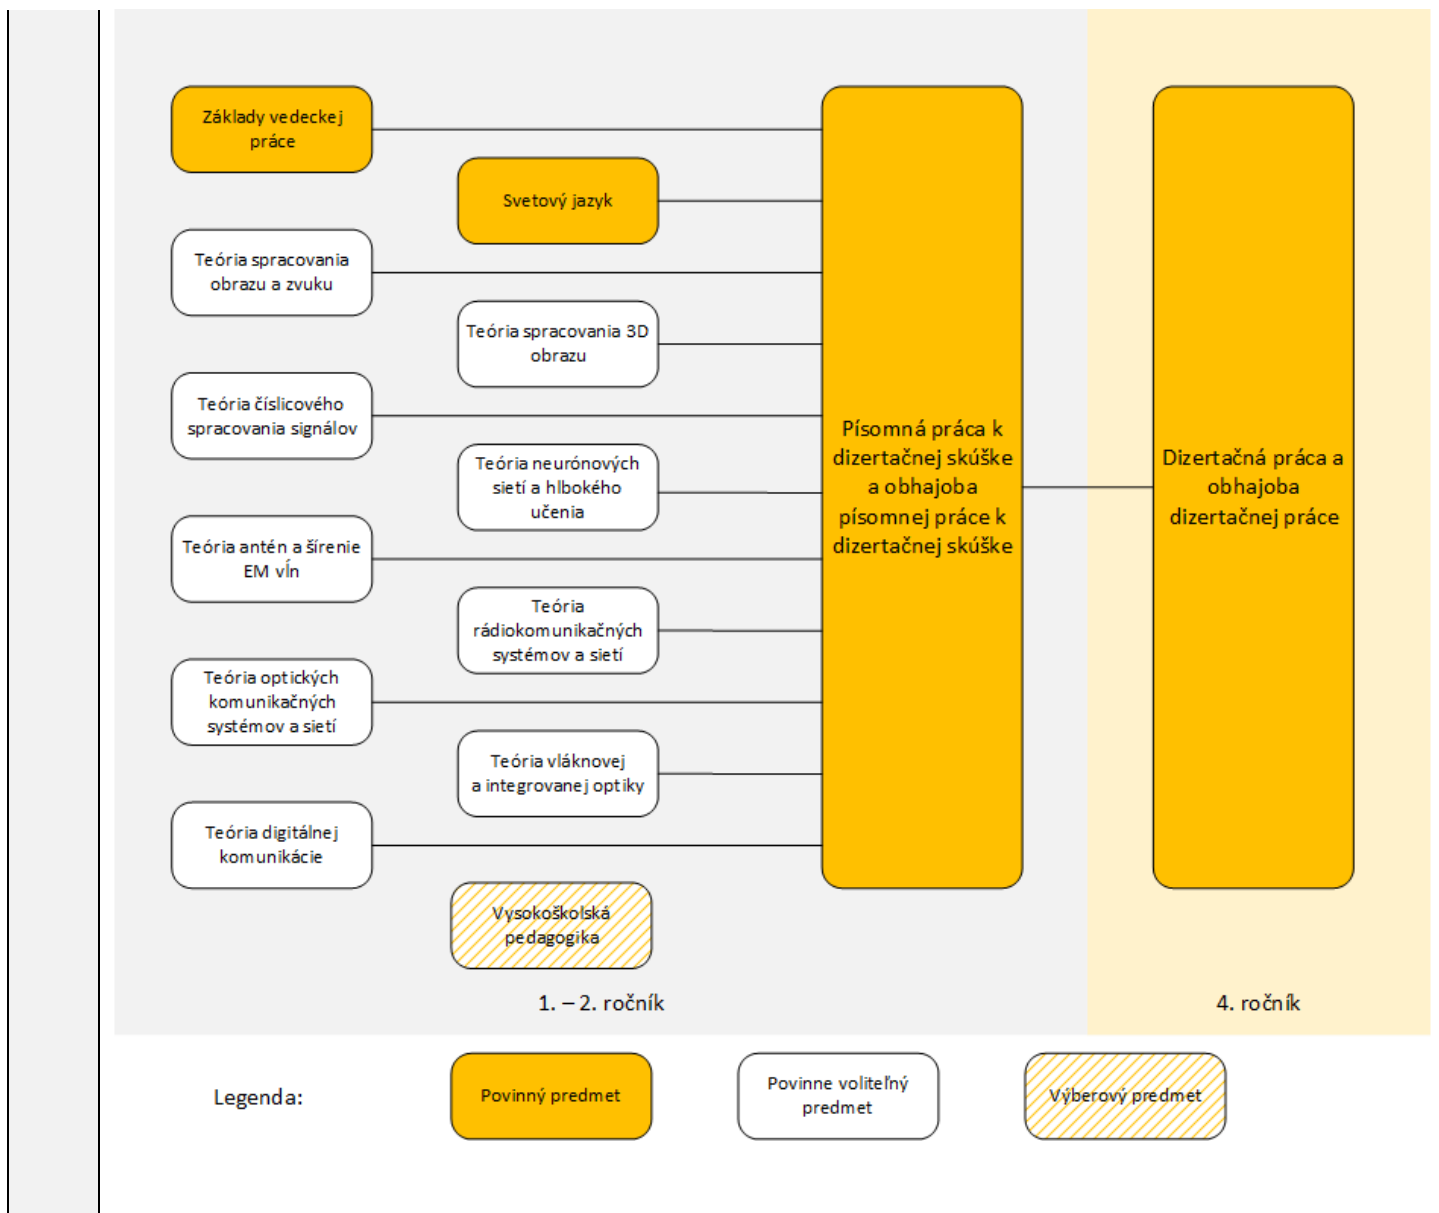 Základy vedeckej
práce
Svetový jazyk
Teória spracovania
obrazu a zvuku
Teória spracovania 3D
obrazu
Teória číslicového
spracovania signálov
Teória neurónových
sietí a hlbokého
učenia
Teória antén a šírenie
EM vĺn
Teória
rádiokomunikačných
systémov a sietí
Teória optických
komunikačných
systémov a sietí
Teória vláknovej
a integrovanej optiky
Teória digitálnej
komunikácie
Vysokoškolská
pedagogika
Písomná práca k
dizertačnej skúške
a obhajoba
písomnej práce k
dizertačnej skúške
Dizertačná práca a
obhajoba
dizertačnej práce
1. – 2. ročník
4. ročník
Legenda:
Povinný predmet
Povinne voliteľný
predmet
Výberový predmet